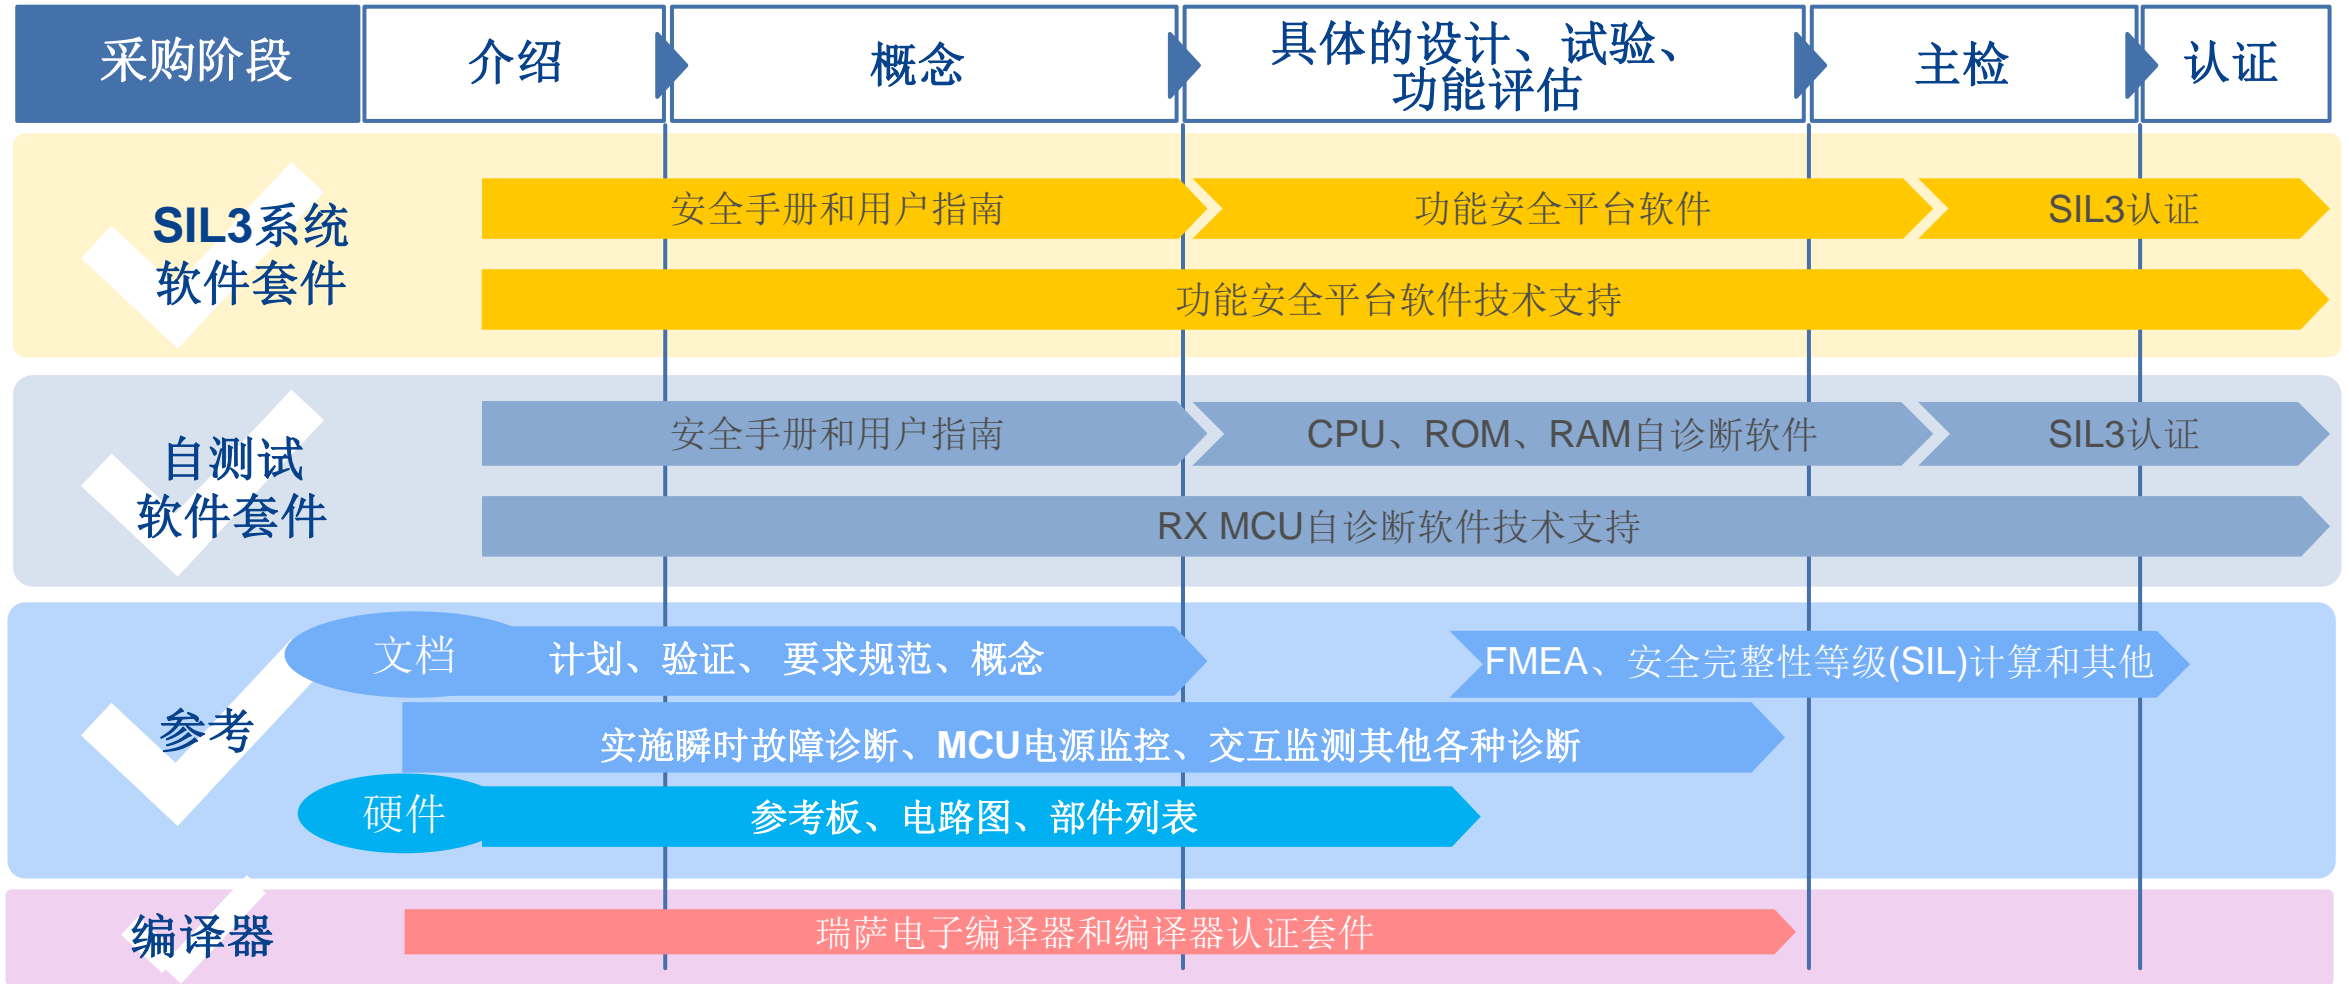 采购阶段
介绍
概念
具体的设计、试验、
功能评估
主检
认证
SIL3系统
软件套件
安全手册和用户指南
功能安全平台软件
SIL3认证
功能安全平台软件技术支持
自测试
软件套件
安全手册和用户指南
CPU、ROM、RAM自诊断软件
SIL3认证
RX MCU自诊断软件技术支持
参考
文档
计划、验证、 要求规范、概念
FMEA、安全完整性等级(SIL)计算和其他
实施瞬时故障诊断、MCU电源监控、交互监测其他各种诊断
硬件
参考板、电路图、部件列表
编译器
瑞萨电子编译器和编译器认证套件